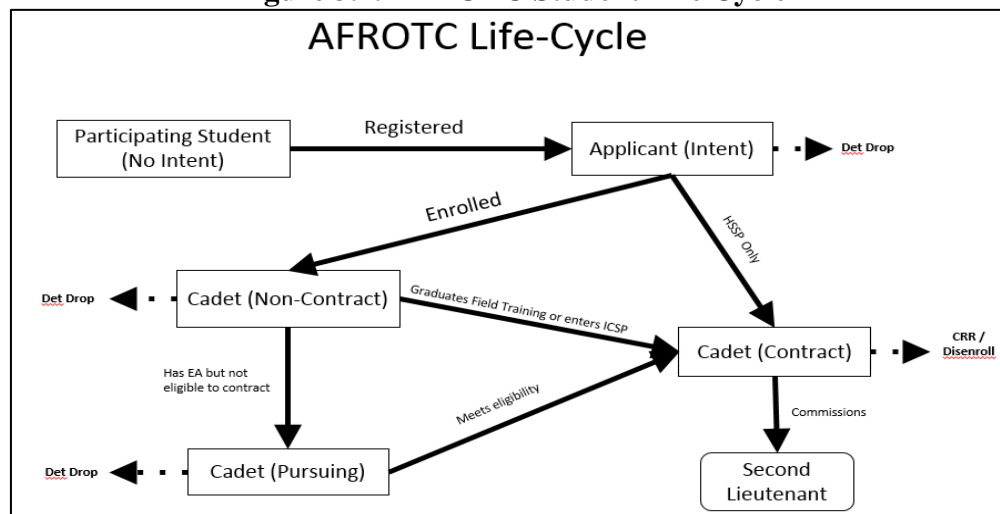 AFROTC Life-Cycle
Participating Student
(No Intent)
Registered
Applicant (Intent)
Det Drop
Enrolled
HSSP Only
Det Drop
Cadet (Non-Contract)
Graduates Field Training or enters ICSP
Cadet (Contract)
CRR /
Disenroll
Has EA but not
eligible to contract
Meets eligibility
Commissions
Det Drop
Cadet (Pursuing)
Second
Lieutenant